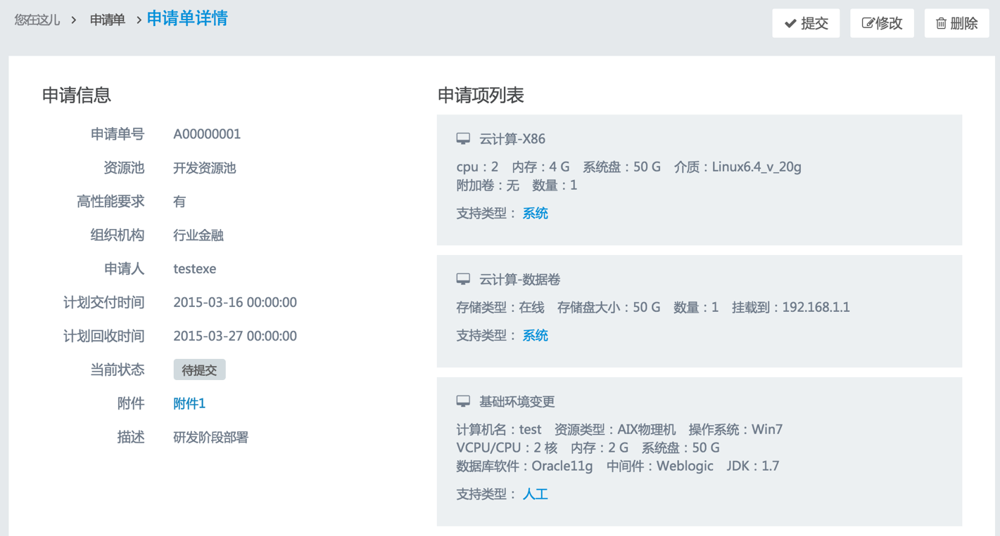 您在这儿 > 申请单 > 申请单详情
提交 修改 删除
申请信息
申请单号 A00000001
资源池 开发资源池
高性能要求 有
组织机构 行业金融
申请人 testexe
计划交付时间 2015-03-16 00:00:00
计划回收时间 2015-03-27 00:00:00
当前状态 待提交
附件 附件1
描述 研发阶段部署
申请项列表
云计算-X86
cpu：2 内存：4 G 系统盘：50 G 介质：Linux6.4_v_20g
附加卷：无 数量：1
支持类型： 系统
云计算-数据卷
存储类型：在线 存储盘大小：50 G 数量：1 挂载到：192.168.1.1
支持类型： 系统
基础环境变更
计算机名：test 资源类型：AIX物理机 操作系统：Win7
VCPU/CPU：2 核 内存：2 G 系统盘：50 G
数据库软件：Oracle11g 中间件：Weblogic JDK：1.7
支持类型： 人工